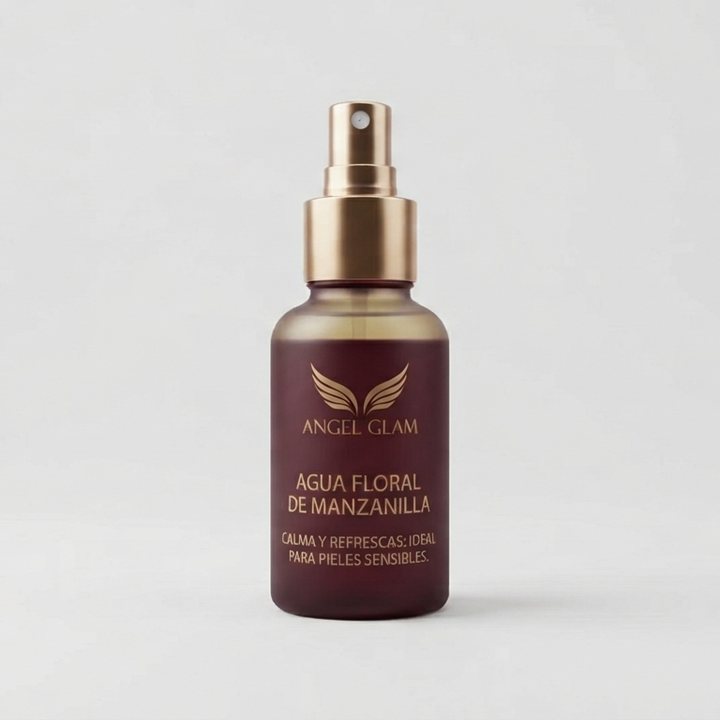 ANGEL GLAM
AGUA FLORAL
DE MANZANILLA
CALMA Y REFRESCAS: IDEAL
PARA PIELES SENSIBLES.